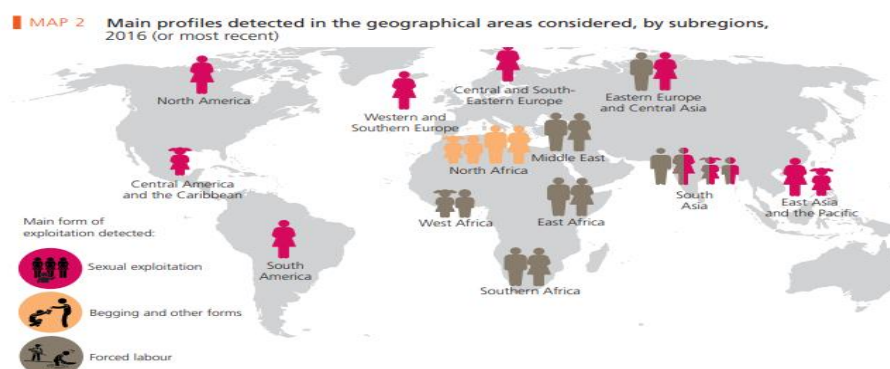 MAP 2 Main profiles detected in the geographical areas considered, by subregions,
2016 (or most recent)
North America
Central and South-
Eastern Europe
Eastern Europe
and Central Asia
Western and
Southern Europe
Middle East
North Africa
Central America
and the Caribbean
South
Asia
East Asia
and the Pacific
West Africa
East Africa
Main form of
exploitation detected:
Sexual exploitation
South
America
Southern Africa
Begging and other forms
Forced labour